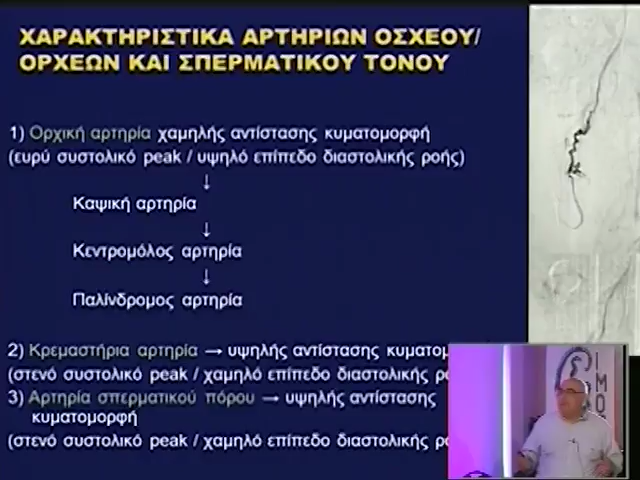 ΧΑΡΑΚΤΗΡΙΣΤΙΚΑ ΑΡΤΗΡΙΩΝ ΟΣΧΕΟΥ/
ΟΡΧΕΩΝ ΚΑΙ ΣΠΕΡΜΑΤΙΚΟΥ ΤΟΝΟΥ
1) Ορχική αρτηρία χαμηλής αντίστασης κυματομορφή
(ευρύ συστολικό peak / υψηλό επίπεδο διαστολικής ροής)
↓
Καψική αρτηρία
↓
Κεντρομόλος αρτηρία
↓
Παλίνδρομος αρτηρία
2) Κρεμαστήρια αρτηρία → υψηλής αντίστασης
(στενό συστολικό peak / χαμηλό επίπεδο διαστολικής
3) Αρτηρία σπερματικού πόρου → υψηλής αντίστασης
κυματομορφή
(στενό συστολικό peak / χαμηλό επίπεδο διαστολικής